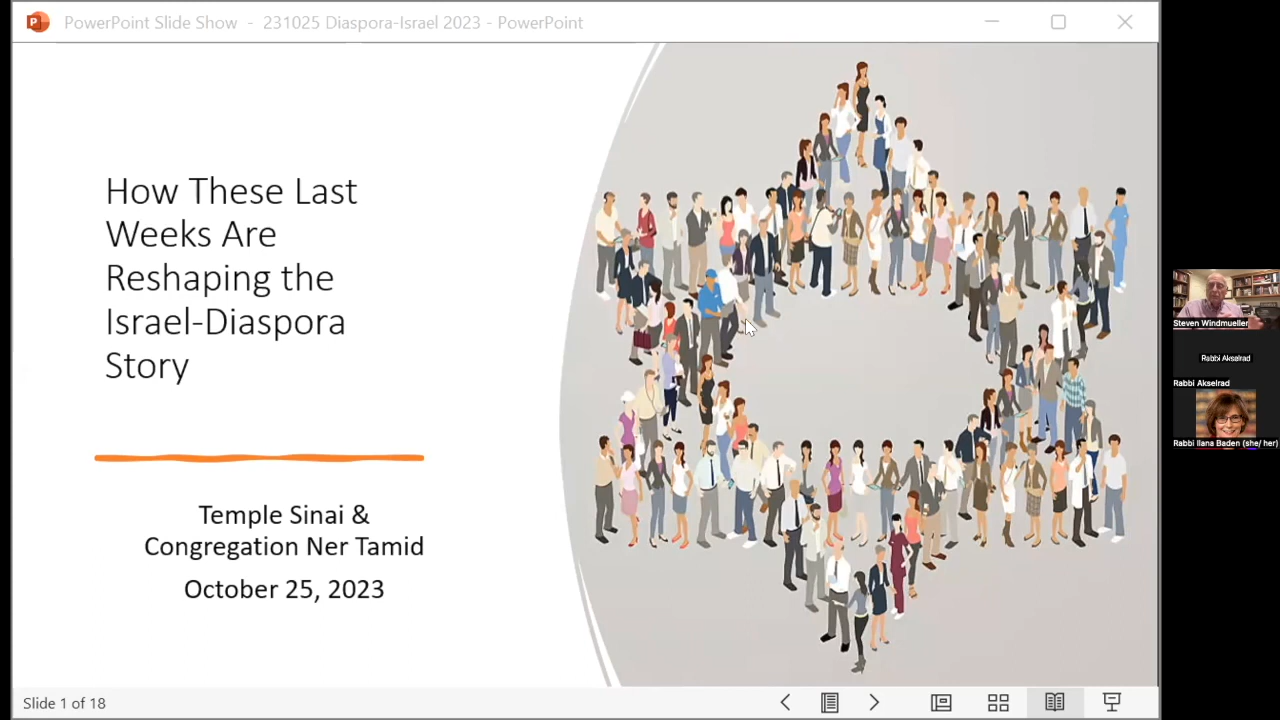 PowerPoint Slide Show - 231025 Diaspora-Israel 2023 - PowerPoint
How These Last
Weeks Are
Reshaping the
Israel-Diaspora
Story
Temple Sinai &
Congregation Ner Tamid
October 25, 2023
Slide 1 of 18
Steven Windmueller
Rabbi Akselrad
Rabbi Akselrad
Rabbi Ilana Baden (she/ her)